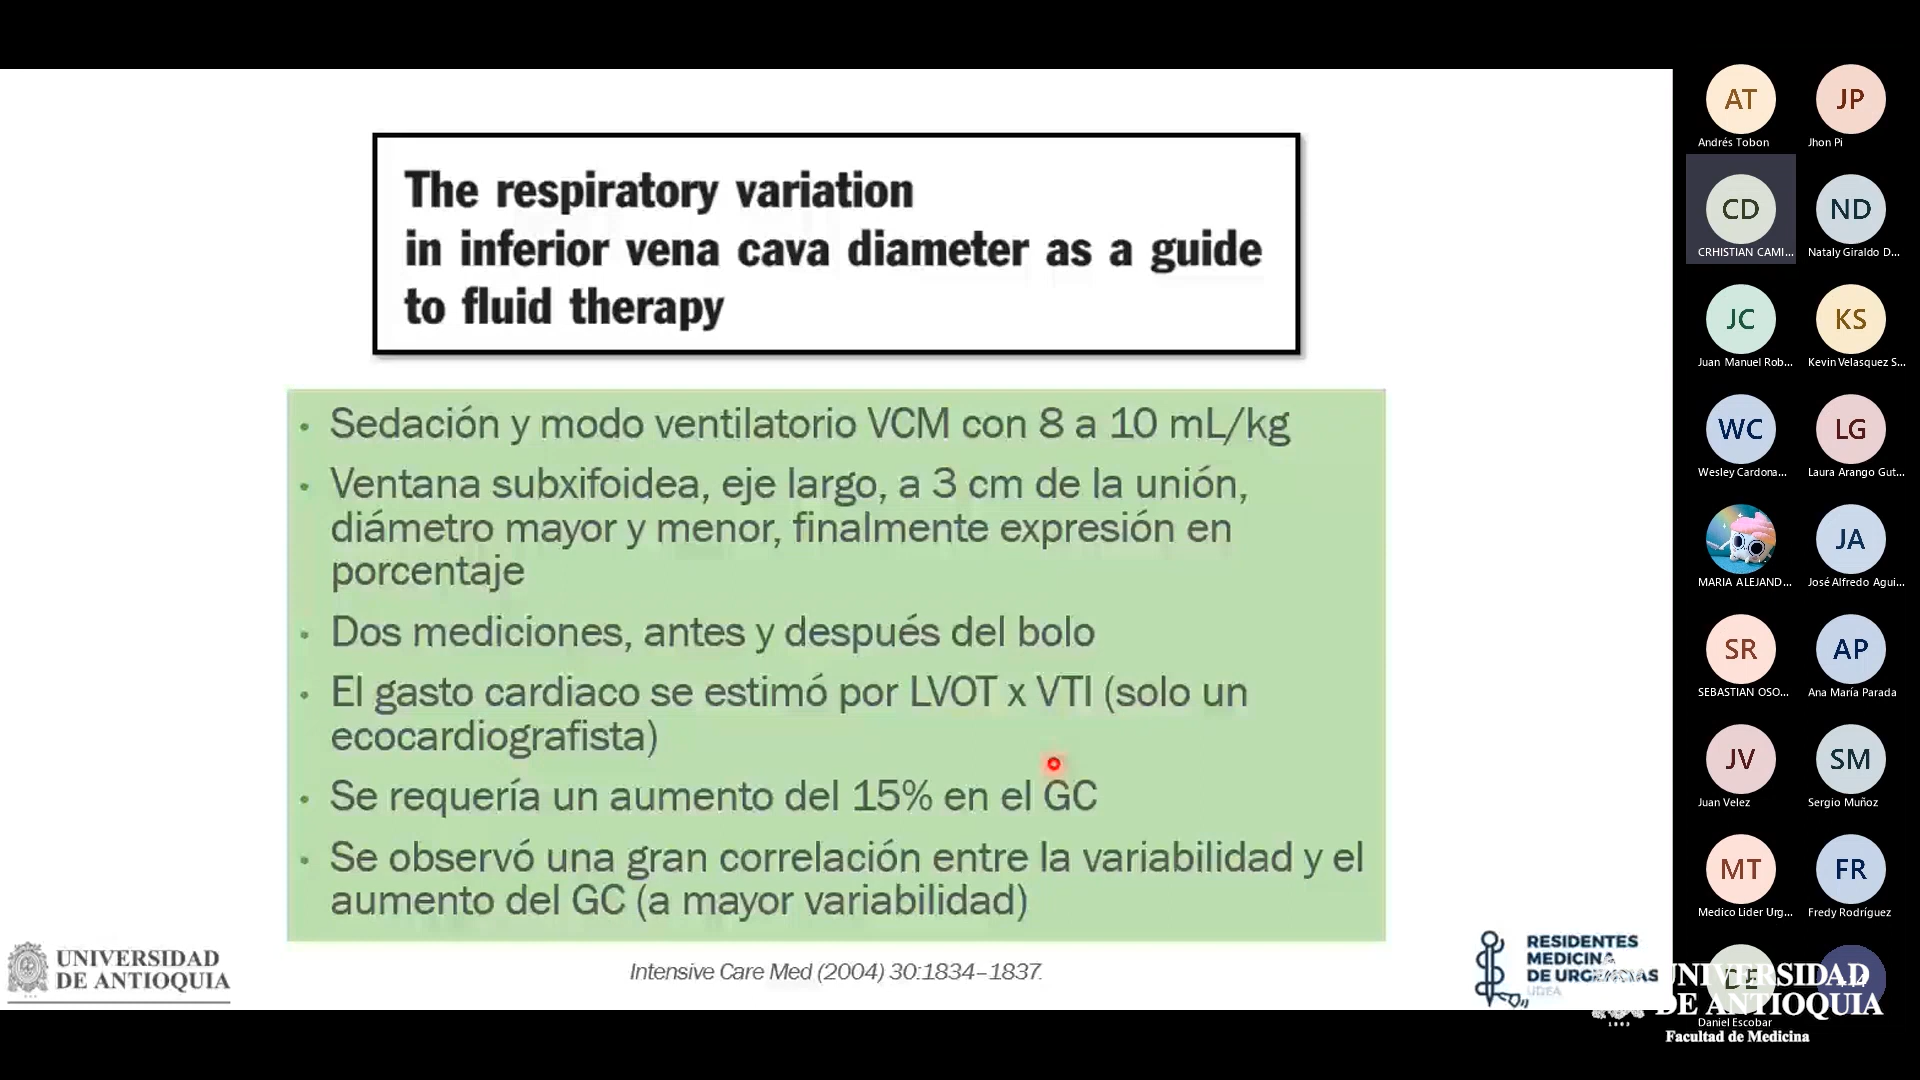 The respiratory variation
in inferior vena cava diameter as a guide
to fluid therapy
• Sedación y modo ventilatorio VCM con 8 a 10 mL/kg
• Ventana subxifoidea, eje largo, a 3 cm de la unión,
diámetro mayor y menor, finalmente expresión en
porcentaje
• Dos mediciones, antes y después del bolo
• El gasto cardiaco se estimó por LVOT x VTI (solo un
ecocardiografista)
• Se requería un aumento del 15% en el GC
• Se observó una gran correlación entre la variabilidad y el
aumento del GC (a mayor variabilidad)
Intensive Care Med (2004) 30:1834–1837.
UNIVERSIDAD
DE ANTIOQUIA
RESIDENTES
MEDICINA
DE URGENCIAS
UDEA
AT
Andrés Tobon
JP
Jhon Pi
CD
CRHISTIAN CAMI...
ND
Nataly Giraldo D...
JC
Juan Manuel Rob...
KS
Kevin Velasquez S...
WC
Wesley Cardona...
LG
Laura Arango Gut...
MARIA ALEJAND...
JA
José Alfredo Agui...
SR
SEBASTIAN OSO...
AP
Ana María Parada
JV
Juan Velez
SM
Sergio Muñoz
MT
Medico Lider Urg...
FR
Fredy Rodríguez
DE
Daniel Escobar
UNIVERSIDAD
DE ANTIOQUIA
Facultad de Medicina